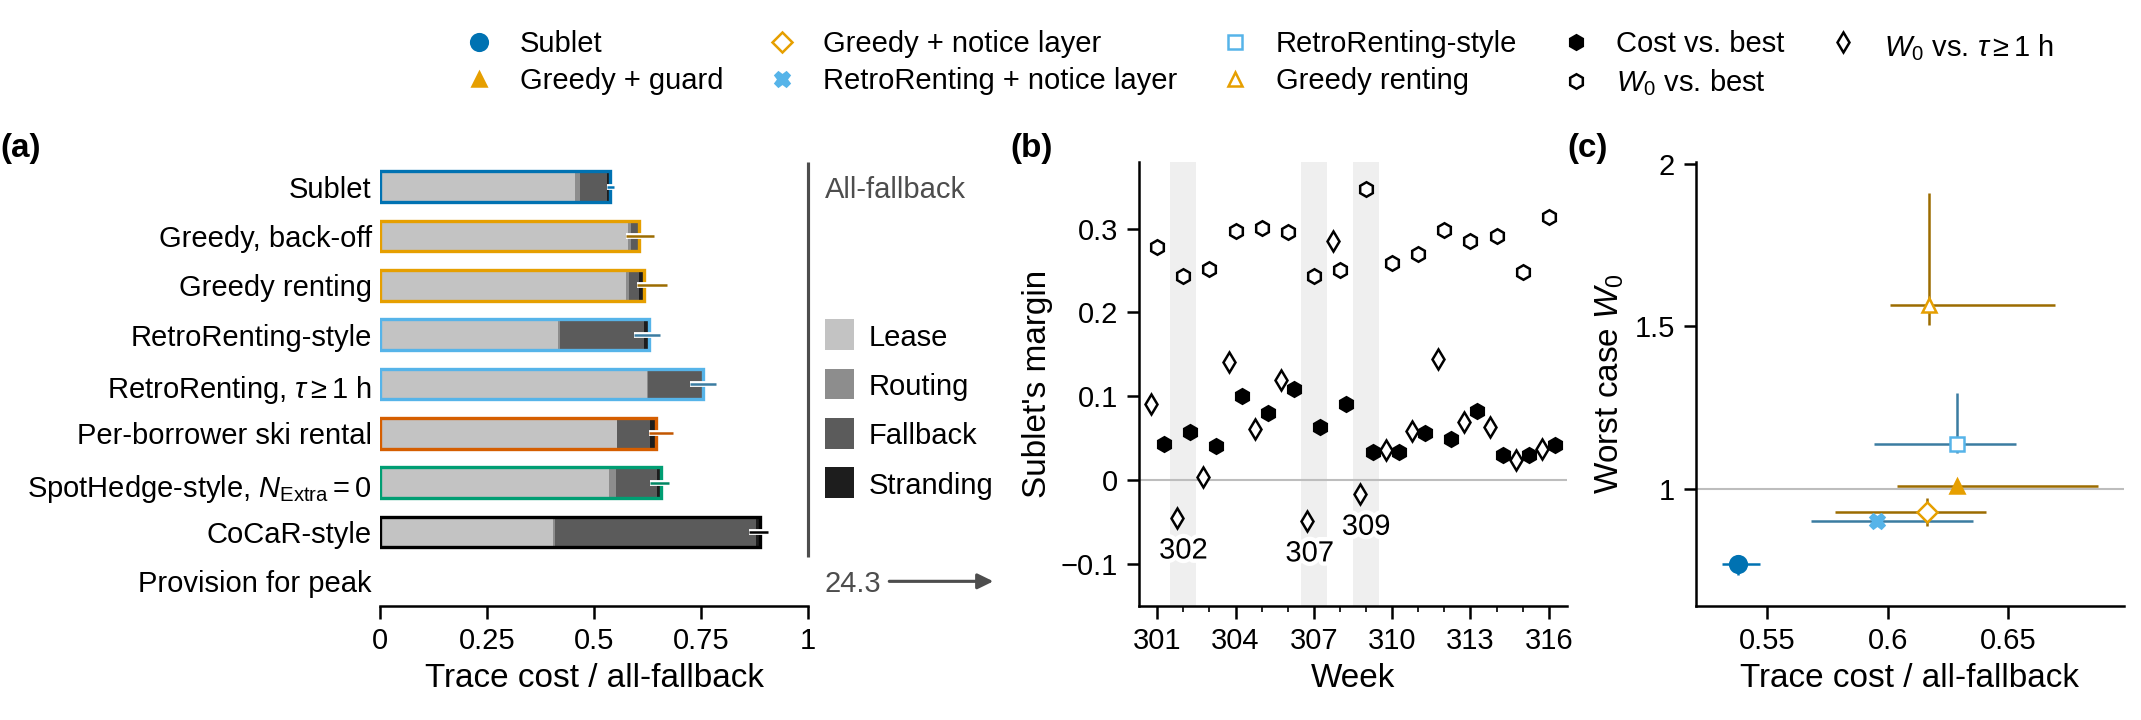 Sublet
Greedy + guard
Greedy + notice layer
RetroRenting + notice layer
RetroRenting-style
Greedy renting
Cost vs. best
W₀ vs. best
W₀ vs. τ ≥ 1 h
(a)
Sublet
Greedy, back-off
Greedy renting
RetroRenting-style
RetroRenting, τ ≥ 1 h
Per-borrower ski rental
SpotHedge-style, N_Extra = 0
CoCaR-style
Provision for peak
All-fallback
Lease
Routing
Fallback
Stranding
24.3
0 0.25 0.5 0.75 1
Trace cost / all-fallback
(b)
Sublet's margin
0.3
0.2
0.1
0
−0.1
302
307
309
301 304 307 310 313 316
Week
(c)
Worst case W₀
2
1.5
1
0.55 0.6 0.65
Trace cost / all-fallback